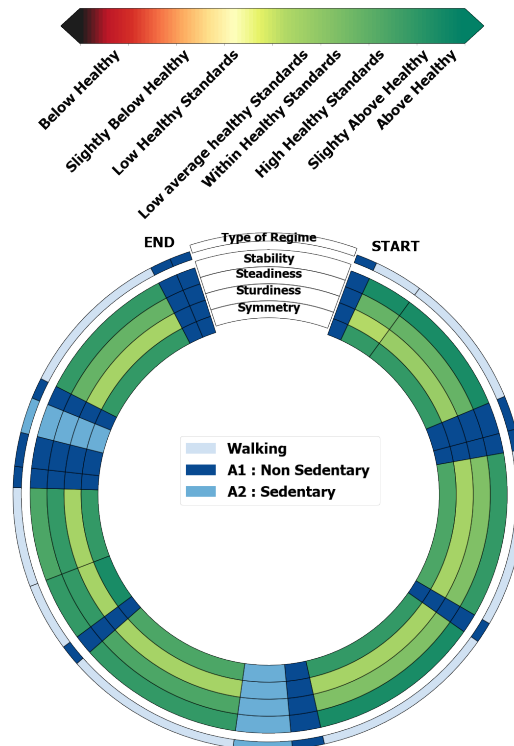 Below Healthy
Slightly Below Healthy
Low Healthy Standards
Low average healthy Standards
Within Healthy Standards
High Healthy Standards
Slighty Above Healthy
Above Healthy
END
Type of Regime
START
Stability
Steadiness
Sturdiness
Symmetry
Walking
A1 : Non Sedentary
A2 : Sedentary